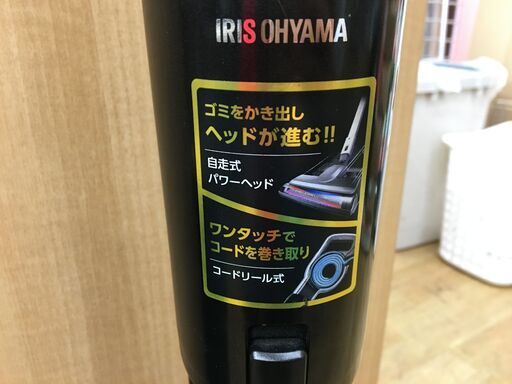 IRIS OHYAMA
ゴミをかき出し
ヘッドが進む!!
自走式
パワーヘッド
ワンタッチで
コードを巻き取り
コードリール式